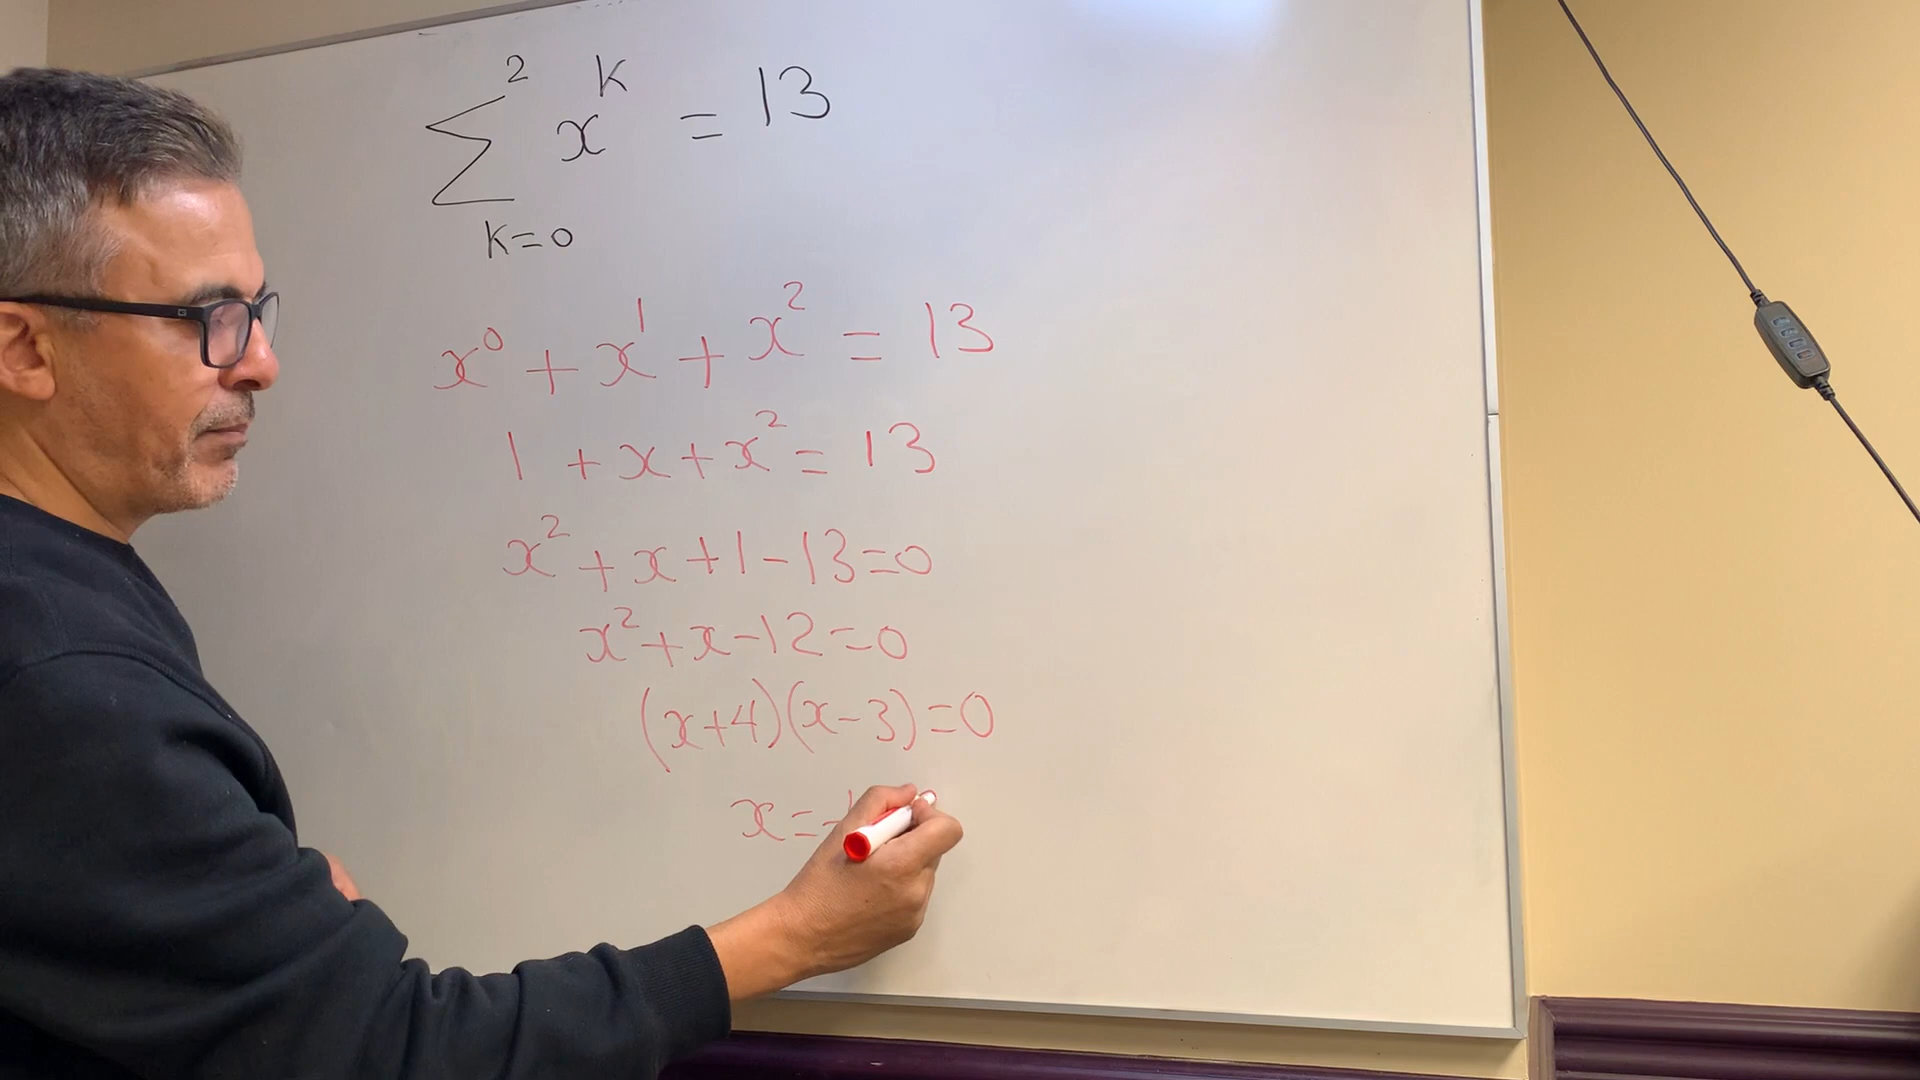 2
∑ x^k = 13
k=0
x^0 + x^1 + x^2 = 13
1 + x + x^2 = 13
x^2 + x + 1 - 13 = 0
x^2 + x - 12 = 0
(x+4)(x-3) = 0
x =